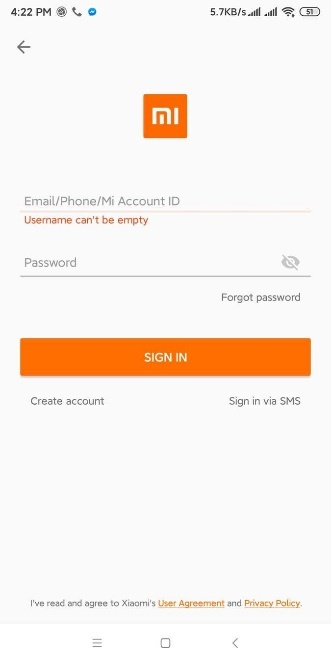 4:22 PM 5.7KB/s 51
mi
Email/Phone/Mi Account ID
Username can't be empty
Password
Forgot password
SIGN IN
Create account Sign in via SMS
I've read and agree to Xiaomi's User Agreement and Privacy Policy.